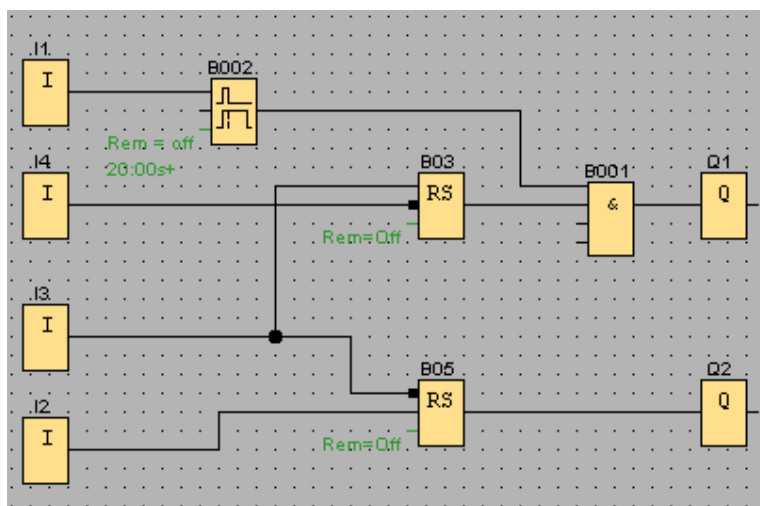 I1
I
B002
Rem = off
20:00s+
I4
I
B03
RS
Rem=Off
B001
&
Q1
Q
I3
I
B05
RS
Rem=Off
Q2
Q
I2
I